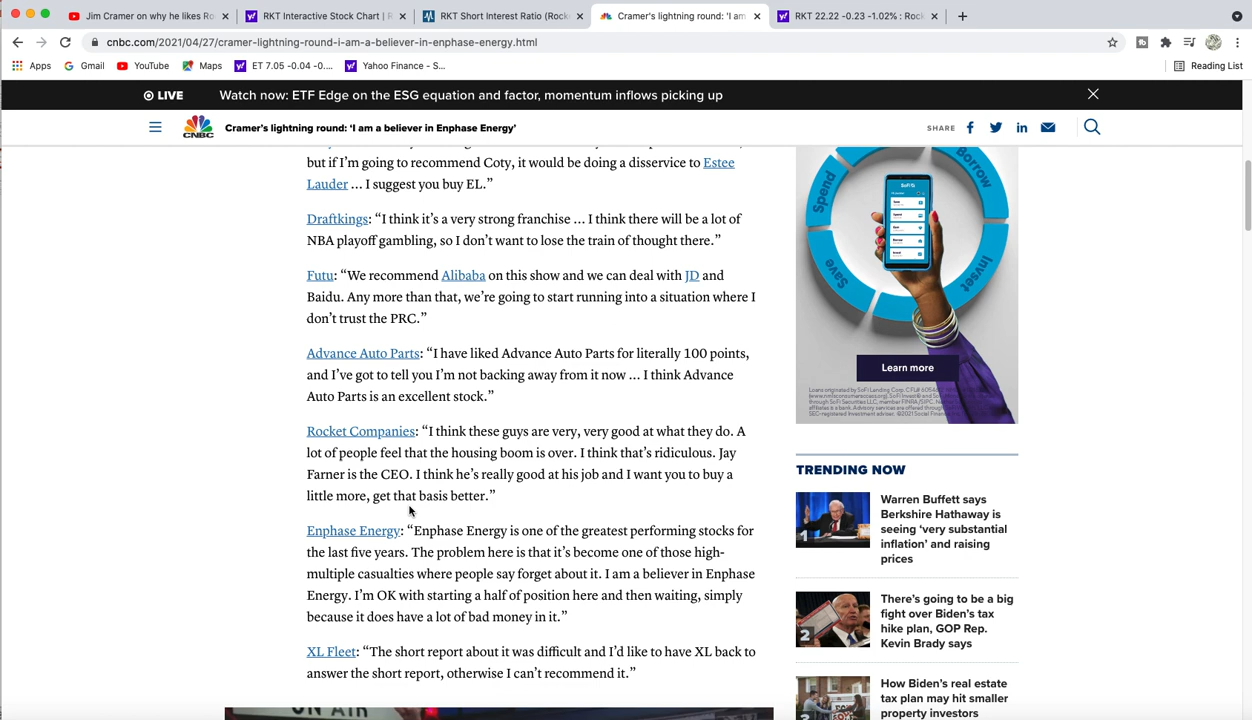 Jim Cramer on why he likes Ro
RKT Interactive Stock Chart | R
RKT Short Interest Ratio (Rock
Cramer's lightning round: 'I am
RKT 22.22 -0.23 -1.02% : Rock
cnbc.com/2021/04/27/cramer-lightning-round-i-am-a-believer-in-enphase-energy.html
Apps
Gmail
YouTube
Maps
ET 7.05 -0.04 -0....
Yahoo Finance - S...
Reading List
LIVE
Watch now: ETF Edge on the ESG equation and factor, momentum inflows picking up
CNBC
Cramer's lightning round: 'I am a believer in Enphase Energy'
SHARE
but if I'm going to recommend Coty, it would be doing a disservice to Estee
Lauder … I suggest you buy EL.”
Draftkings: “I think it's a very strong franchise … I think there will be a lot of
NBA playoff gambling, so I don't want to lose the train of thought there.”
Futu: “We recommend Alibaba on this show and we can deal with JD and
Baidu. Any more than that, we're going to start running into a situation where I
don't trust the PRC.”
Advance Auto Parts: “I have liked Advance Auto Parts for literally 100 points,
and I've got to tell you I'm not backing away from it now … I think Advance
Auto Parts is an excellent stock.”
Rocket Companies: “I think these guys are very, very good at what they do. A
lot of people feel that the housing boom is over. I think that's ridiculous. Jay
Farner is the CEO. I think he's really good at his job and I want you to buy a
little more, get that basis better.”
Enphase Energy: “Enphase Energy is one of the greatest performing stocks for
the last five years. The problem here is that it's become one of those high-
multiple casualties where people say forget about it. I am a believer in Enphase
Energy. I'm OK with starting a half of position here and then waiting, simply
because it does have a lot of bad money in it.”
XL Fleet: “The short report about it was difficult and I'd like to have XL back to
answer the short report, otherwise I can't recommend it.”
ON AIR
Spend
Borrow
Save
Invset
SoFi
Learn more
TRENDING NOW
1
Warren Buffett says
Berkshire Hathaway is
seeing ‘very substantial
inflation’ and raising
prices
2
There's going to be a big
fight over Biden's tax
hike plan, GOP Rep.
Kevin Brady says
How Biden's real estate
tax plan may hit smaller
property investors